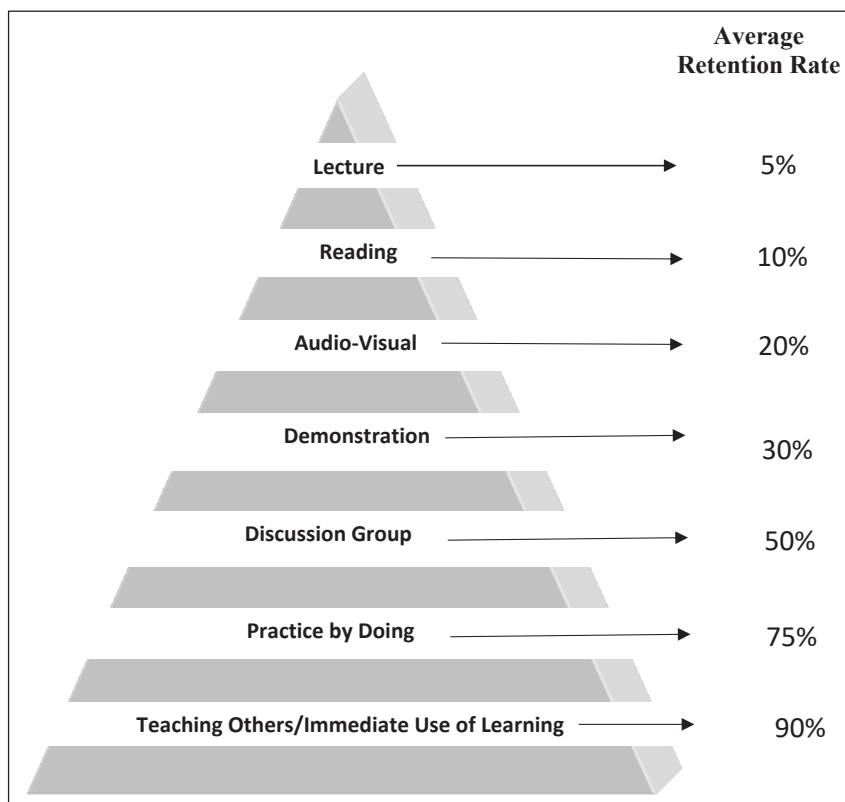 Average
Retention Rate
Lecture 5%
Reading 10%
Audio-Visual 20%
Demonstration 30%
Discussion Group 50%
Practice by Doing 75%
Teaching Others/Immediate Use of Learning 90%